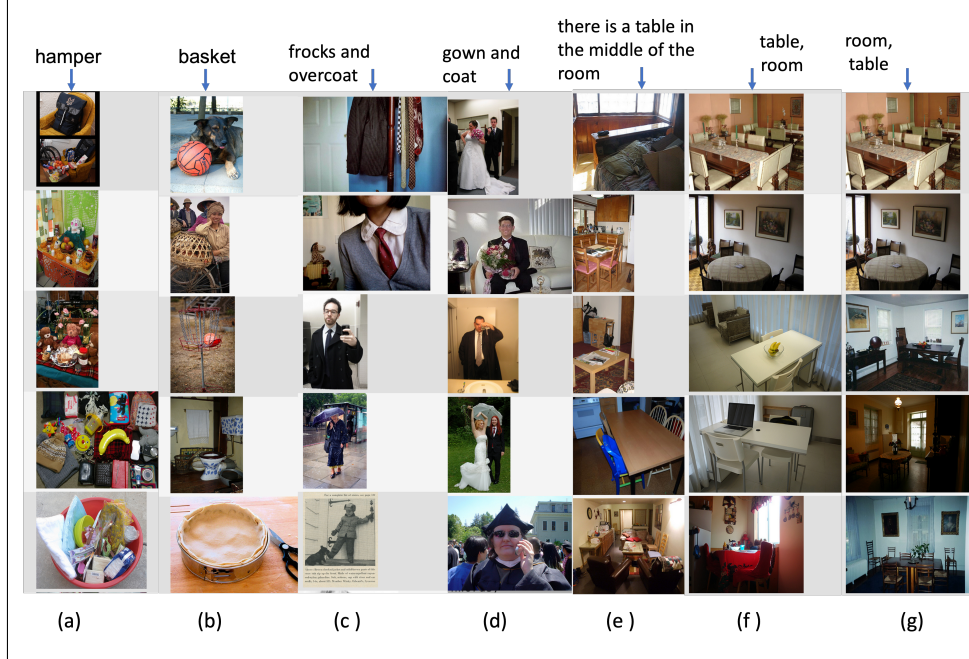 hamper
basket
frocks and
overcoat
gown and
coat
there is a table in
the middle of the
room
table,
room
room,
table
(a)
(b)
(c )
(d)
(e )
(f )
(g)